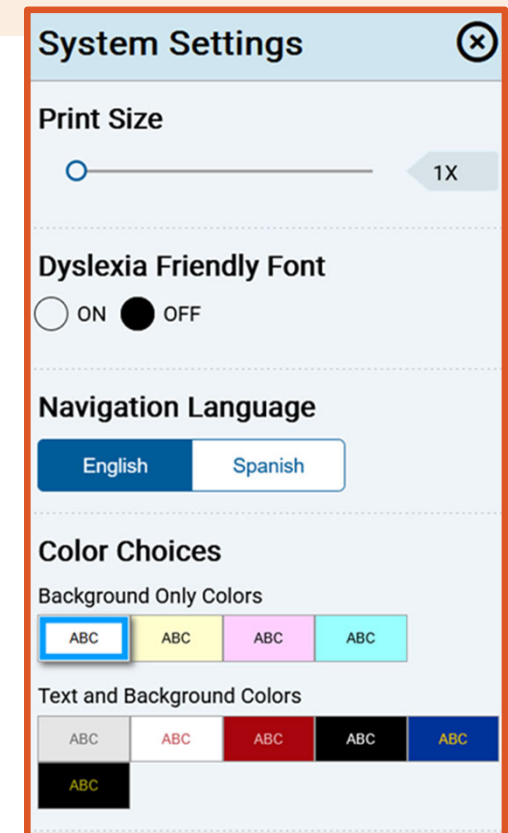 System Settings
Print Size
1X
Dyslexia Friendly Font
ON OFF
Navigation Language
English Spanish
Color Choices
Background Only Colors
ABC ABC ABC ABC
Text and Background Colors
ABC ABC ABC ABC ABC
ABC